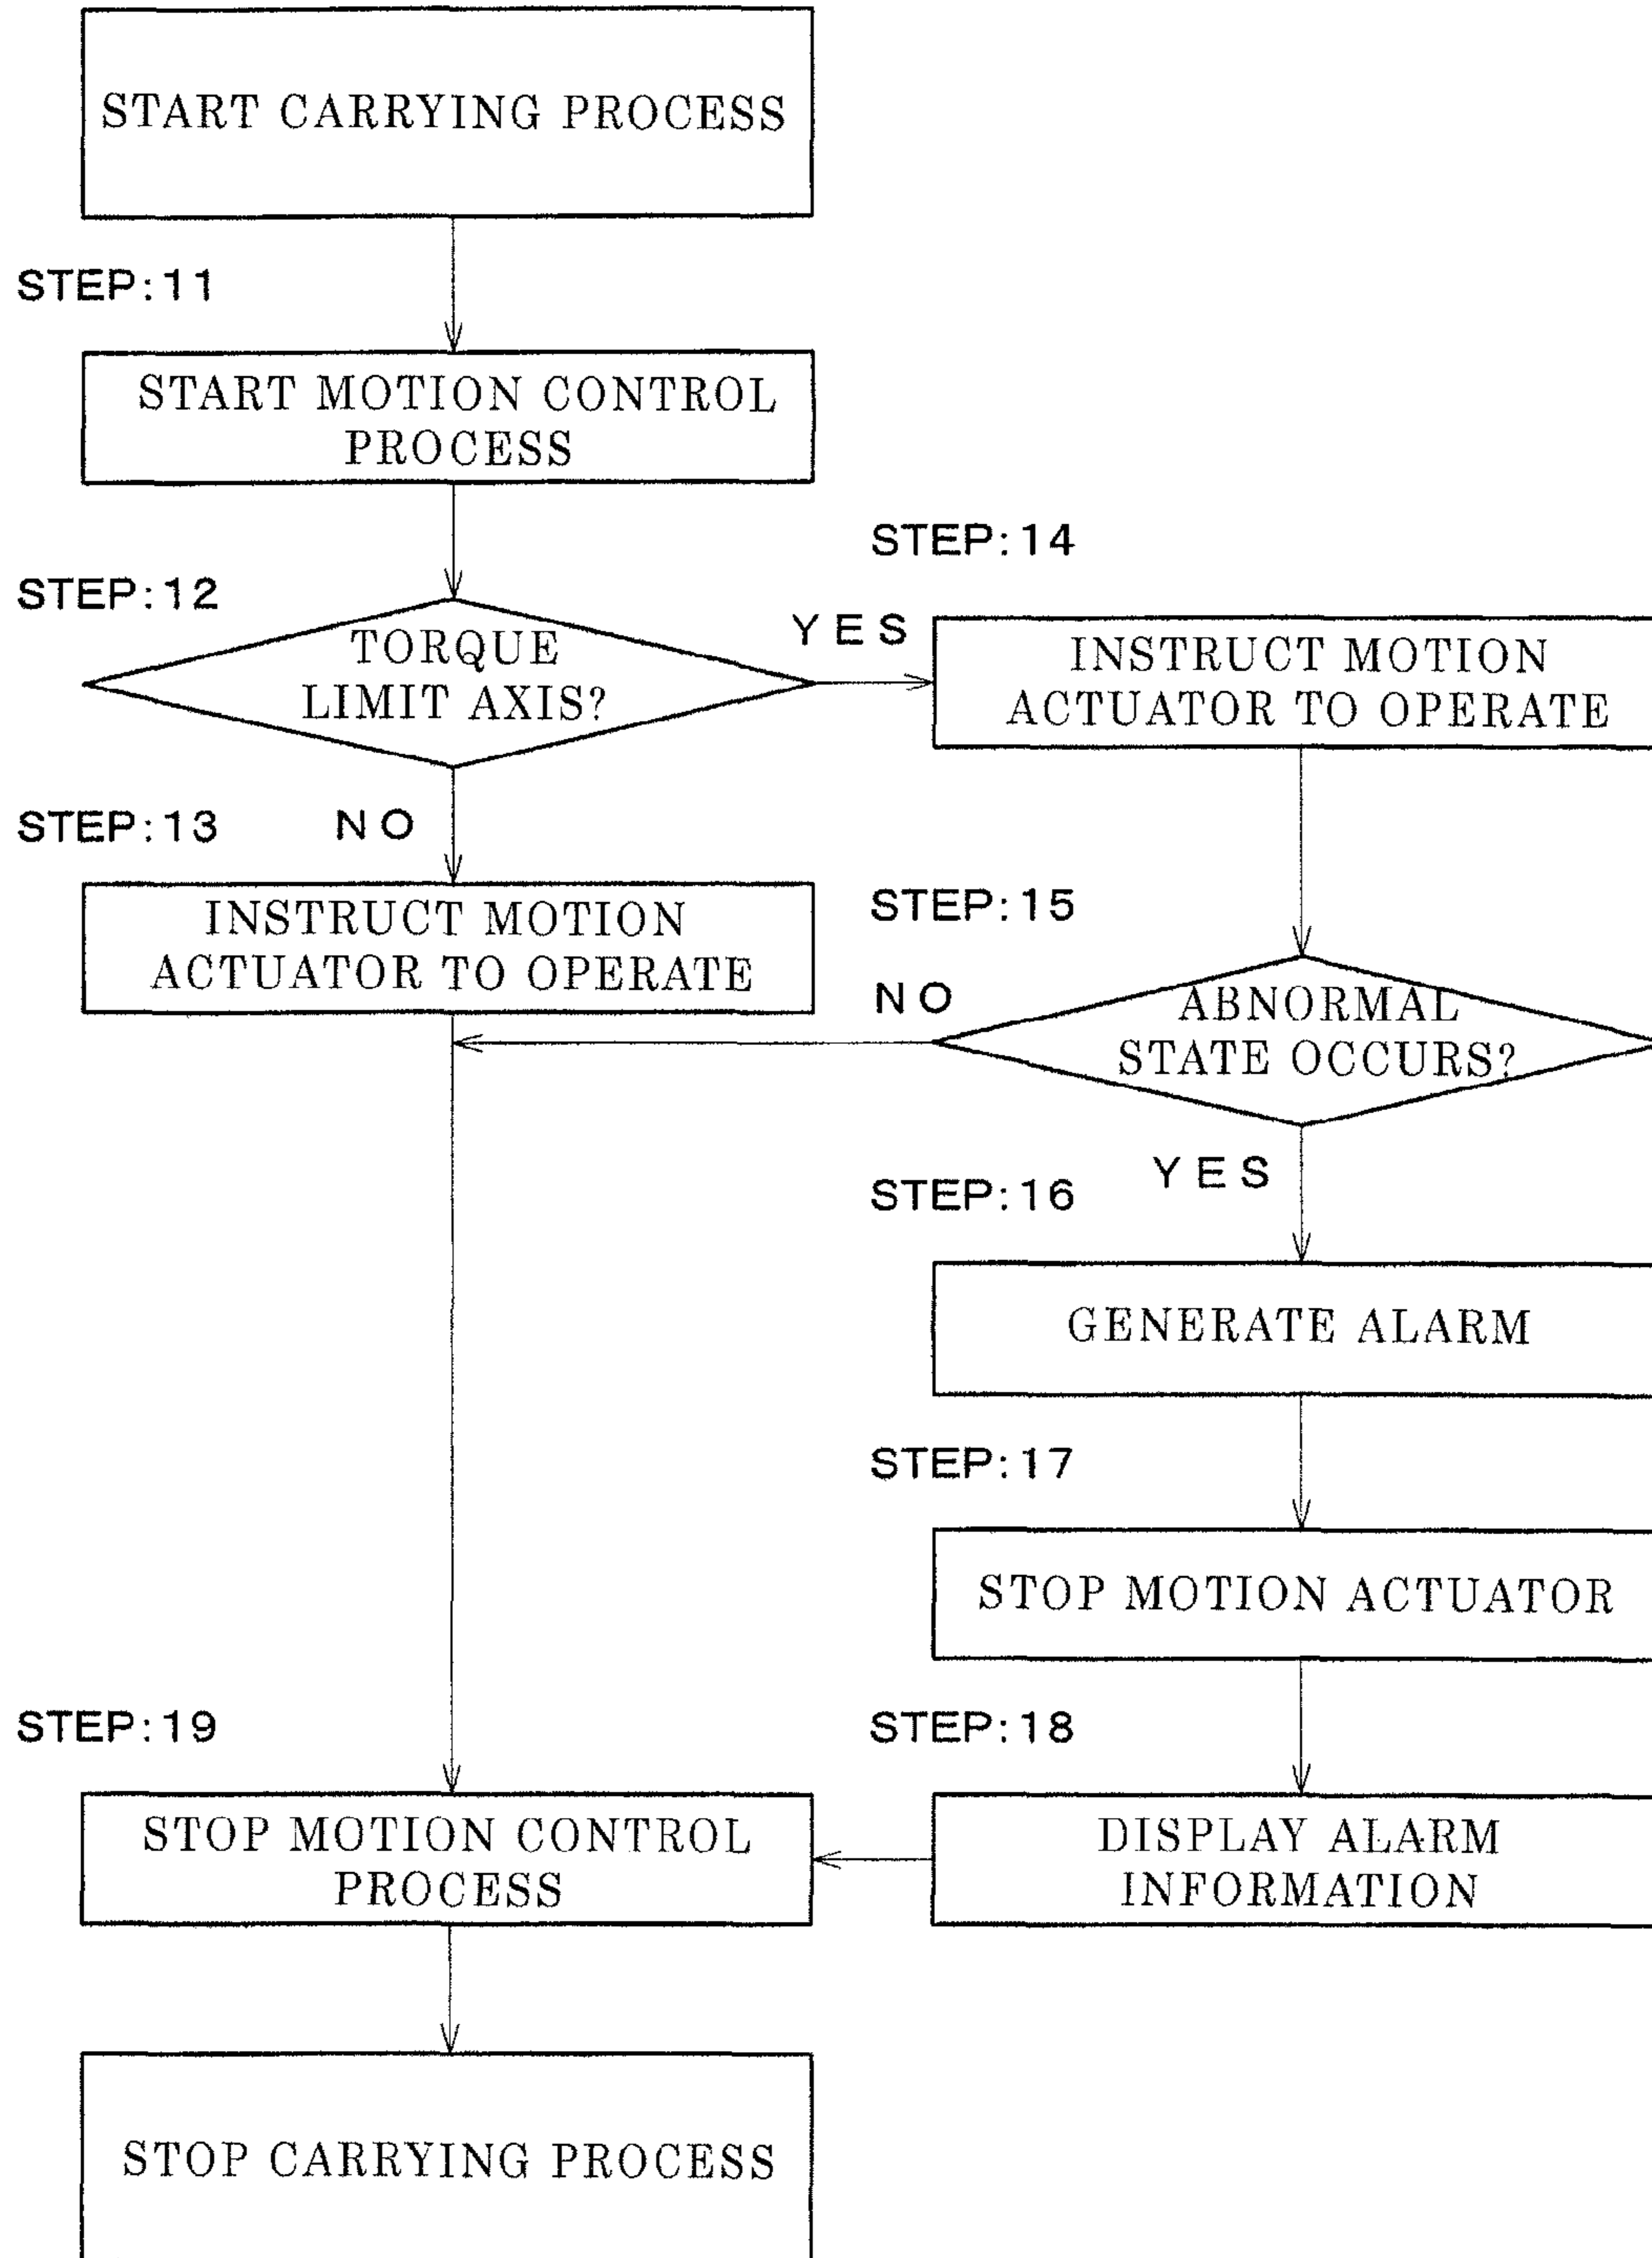 START CARRYING PROCESS
STEP:11
START MOTION CONTROL
PROCESS
STEP:12
TORQUE
LIMIT AXIS?
YES
STEP:14
INSTRUCT MOTION
ACTUATOR TO OPERATE
STEP:13
NO
INSTRUCT MOTION
ACTUATOR TO OPERATE
STEP:15
NO
ABNORMAL
STATE OCCURS?
YES
STEP:16
GENERATE ALARM
STEP:17
STOP MOTION ACTUATOR
STEP:18
DISPLAY ALARM
INFORMATION
STEP:19
STOP MOTION CONTROL
PROCESS
STOP CARRYING PROCESS